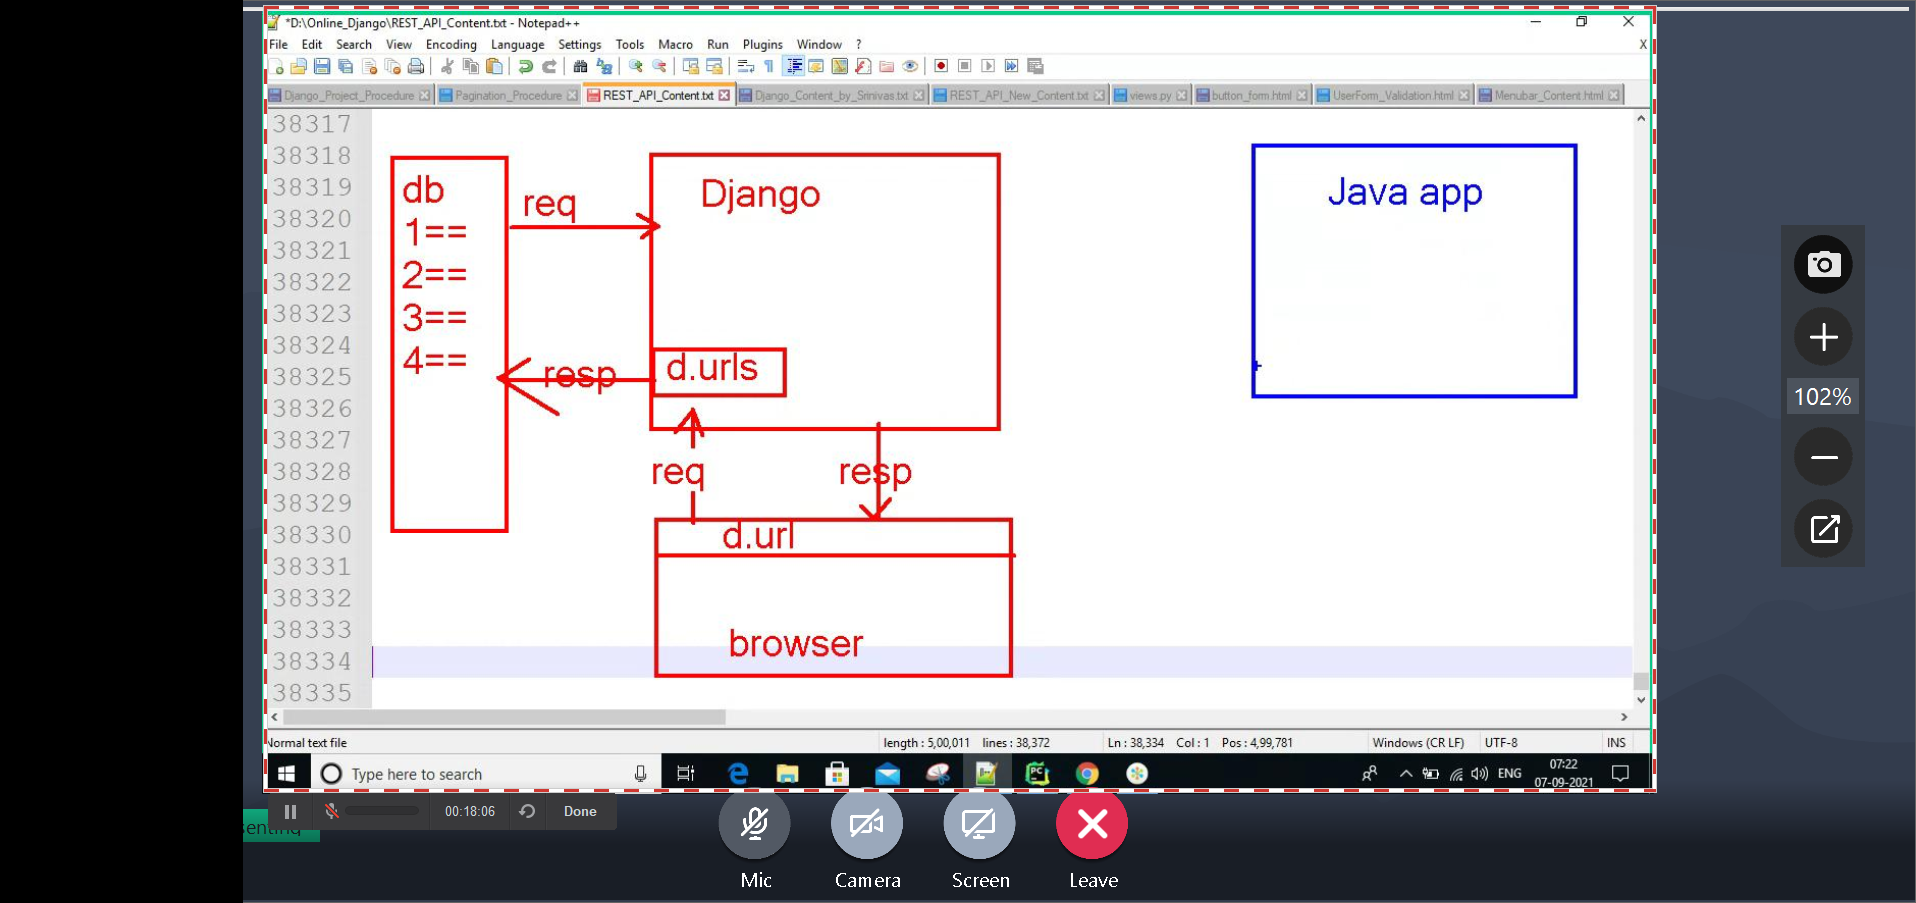 *D:\Online_Django\REST_API_Content.txt - Notepad++
File Edit Search View Encoding Language Settings Tools Macro Run Plugins Window ?
X
Django_Project_Procedure Pagination_Procedure REST_API_Content.txt Django_Content_by_Srinivas.txt REST_API_New_Content.txt views.py button_form.html UserForm_Validation.html Menubar_Content.html
38317
38318
38319
38320
38321
38322
38323
38324
38325
38326
38327
38328
38329
38330
38331
38332
38333
38334
38335
db
1==
2==
3==
4==
req
resp
Django
d.urls
req
resp
d.url
browser
Java app
102%
Normal text file length : 5,00,011 lines : 38,372 Ln : 38,334 Col : 1 Pos : 4,99,781 Windows (CR LF) UTF-8 INS
Type here to search
ENG
07:22
07-09-2021
00:18:06 Done
senting
Mic Camera Screen Leave